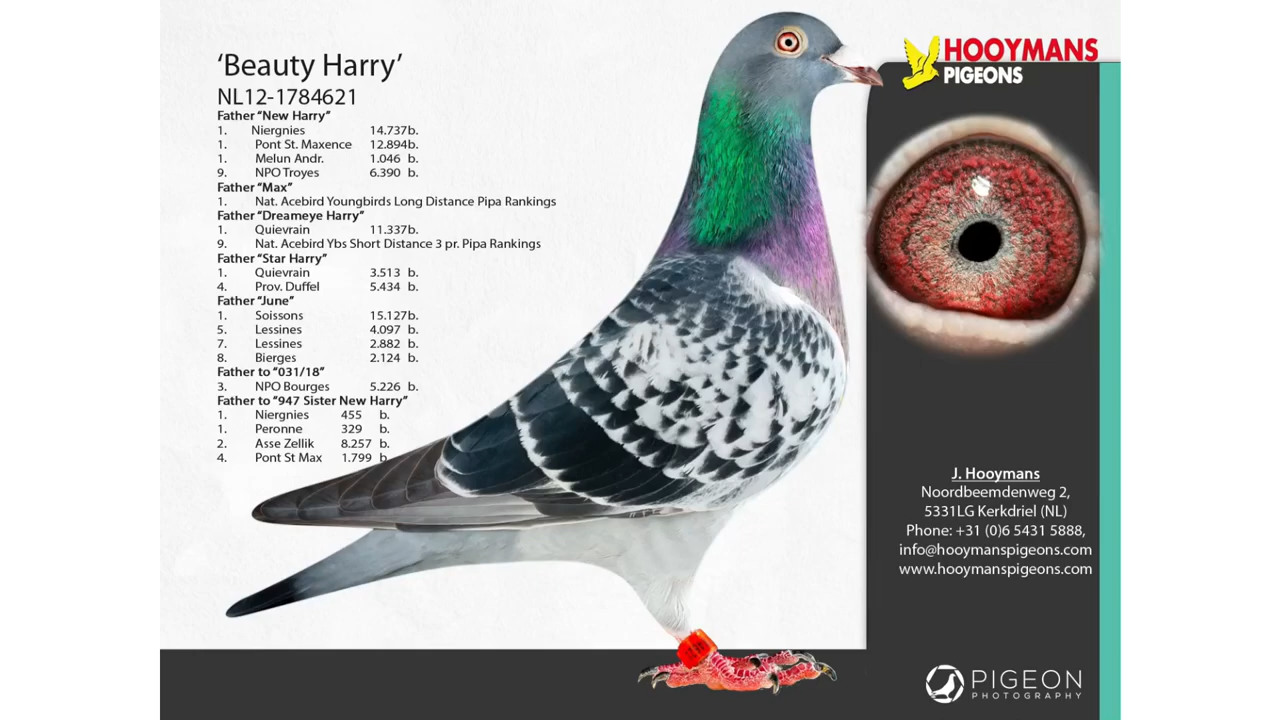 'Beauty Harry'
NL12-1784621
Father "New Harry"
1. Niergnies 14.737b.
1. Pont St. Maxence 12.894b.
1. Melun Andr. 1.046 b.
9. NPO Troyes 6.390 b.
Father "Max"
1. Nat. Acebird Youngbirds Long Distance Pipa Rankings
Father "Dreameye Harry"
1. Quievrain 11.337b.
9. Nat. Acebird Ybs Short Distance 3 pr. Pipa Rankings
Father "Star Harry"
1. Quievrain 3.513 b.
4. Prov. Duffel 5.434 b.
Father "June"
1. Soissons 15.127b.
5. Lessines 4.097 b.
7. Lessines 2.882 b.
8. Bierges 2.124 b.
Father to "031/18"
3. NPO Bourges 5.226 b.
Father to "947 Sister New Harry"
1. Niergnies 455 b.
1. Peronne 329 b.
2. Asse Zellik 8.257 b.
4. Pont St Max 1.799 b
HOOYMANS
PIGEONS
J. Hooymans
Noordbeemdenweg 2,
5331LG Kerkdriel (NL)
Phone: +31 (0)6 5431 5888,
info@hooymanspigeons.com
www.hooymanspigeons.com
PIGEON
PHOTOGRAPHY